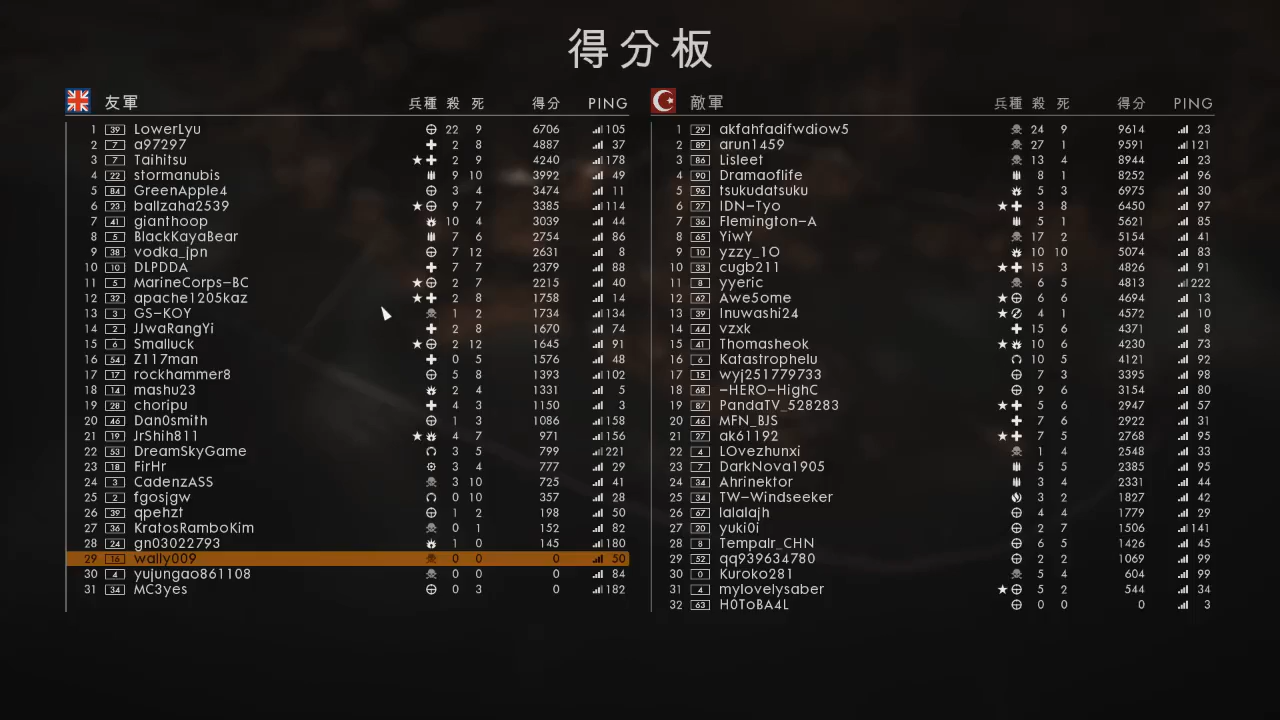 得分板
友軍 兵種 殺 死 得分 PING
1 39 LowerLyu 22 9 6706 105
2 7 a97297 2 8 4887 37
3 7 Taihitsu 2 9 4240 178
4 22 stormanubis 9 10 3992 49
5 84 GreenApple4 3 4 3474 11
6 23 ballzaha2539 9 7 3385 114
7 41 gianthoop 10 4 3039 44
8 5 BlackKayaBear 7 6 2754 86
9 38 vodka_jpn 7 12 2631 8
10 10 DLPDDA 7 7 2379 88
11 5 MarineCorps-BC 2 7 2215 40
12 32 apache1205kaz 2 8 1758 14
13 3 GS-KOY 1 2 1734 134
14 2 JJwaRangYi 2 8 1670 74
15 6 Smalluck 2 12 1645 91
16 54 Z117man 0 5 1576 48
17 17 rockhammer8 5 8 1393 102
18 14 mashu23 2 4 1331 5
19 28 choripu 4 3 1150 3
20 46 Dan0smith 1 3 1086 158
21 19 JrShih811 4 7 971 156
22 53 DreamSkyGame 3 5 799 221
23 18 FirHr 3 4 777 29
24 3 CadenzASS 3 10 725 41
25 2 fgosjgw 0 10 357 28
26 39 qpehzt 1 2 198 50
27 36 KratosRamboKim 0 1 152 82
28 24 gn03022793 1 0 145 180
29 16 wally009 0 0 0 50
30 4 yujungao861108 0 0 0 84
31 34 MC3yes 0 3 0 182
敵軍 兵種 殺 死 得分 PING
1 29 akfahfadifwdiow5 24 9 9614 23
2 89 arun1459 27 1 9591 121
3 86 Lisleet 13 4 8944 23
4 90 Dramaoflife 8 1 8252 96
5 96 tsukudatsuku 5 3 6975 30
6 27 IDN-Tyo 3 8 6450 97
7 36 Flemington-A 5 1 5621 85
8 65 YiwY 17 2 5154 41
9 10 yzzy_1O 10 10 5074 83
10 33 cugb211 15 3 4826 91
11 8 yyeric 6 5 4813 222
12 62 Awe5ome 6 6 4694 13
13 39 Inuwashi24 4 1 4572 10
14 44 vzxk 15 6 4371 8
15 41 Thomasheok 10 6 4230 73
16 6 Katastrophelu 10 5 4121 92
17 15 wyj251779733 7 3 3395 98
18 68 -HERO-HighC 9 6 3154 80
19 87 PandaTV_528283 5 6 2947 57
20 46 MFN_BJS 7 6 2922 31
21 27 ak61192 7 5 2768 95
22 4 LOvezhunxi 1 4 2548 33
23 7 DarkNova1905 5 5 2385 95
24 34 Ahrinektor 3 4 2331 44
25 34 TW-Windseeker 3 2 1827 42
26 67 lalalajh 4 4 1779 29
27 20 yuki0i 2 7 1506 141
28 8 Tempalr_CHN 6 5 1426 45
29 52 qq939634780 2 2 1069 99
30 0 Kuroko281 5 4 604 99
31 4 mylovelysaber 5 2 544 34
32 63 H0ToBA4L 0 0 0 3